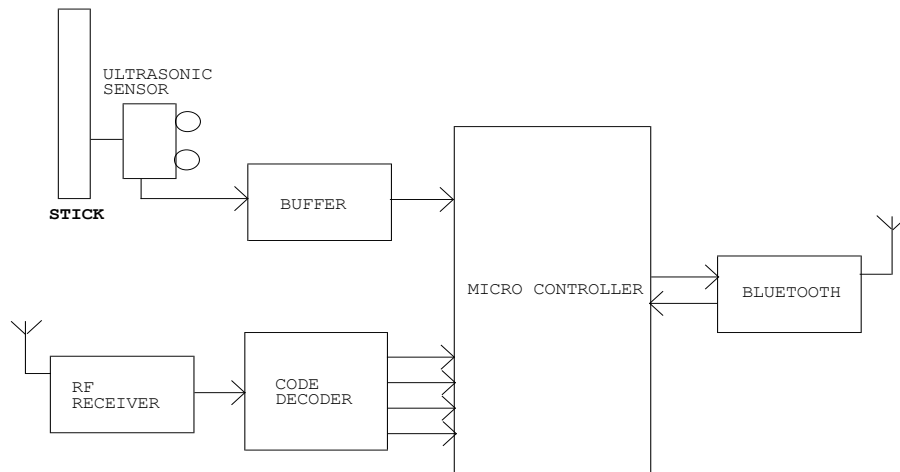 ULTRASONIC
SENSOR
STICK
BUFFER
MICRO CONTROLLER
BLUETOOTH
RF
RECEIVER
CODE
DECODER